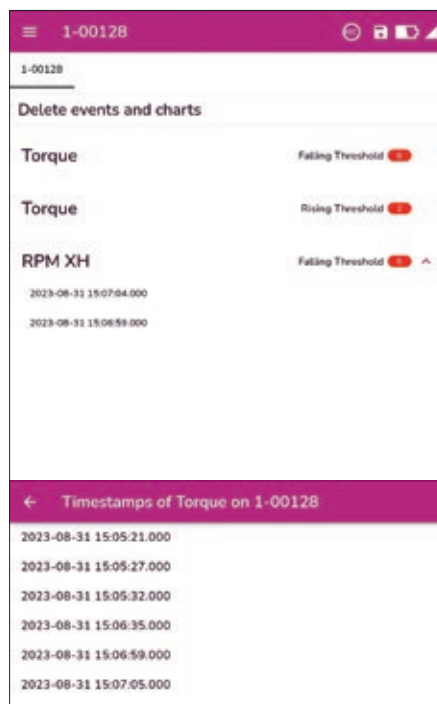 1-00128
1-00128
Delete events and charts
Torque Falling Threshold
Torque Rising Threshold
RPM XH Falling Threshold
2023-08-31 15:07:04.000
2023-08-31 15:06:59.000
Timestamps of Torque on 1-00128
2023-08-31 15:05:21.000
2023-08-31 15:05:27.000
2023-08-31 15:05:32.000
2023-08-31 15:06:35.000
2023-08-31 15:06:59.000
2023-08-31 15:07:05.000